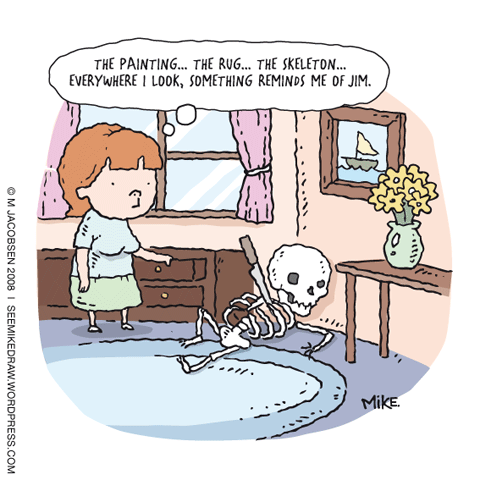 THE PAINTING... THE RUG... THE SKELETON...
EVERYWHERE I LOOK, SOMETHING REMINDS ME OF JIM.
© M JACOBSEN 2008 | SEEMIKEDRAW.WORDPRESS.COM
MIKE.